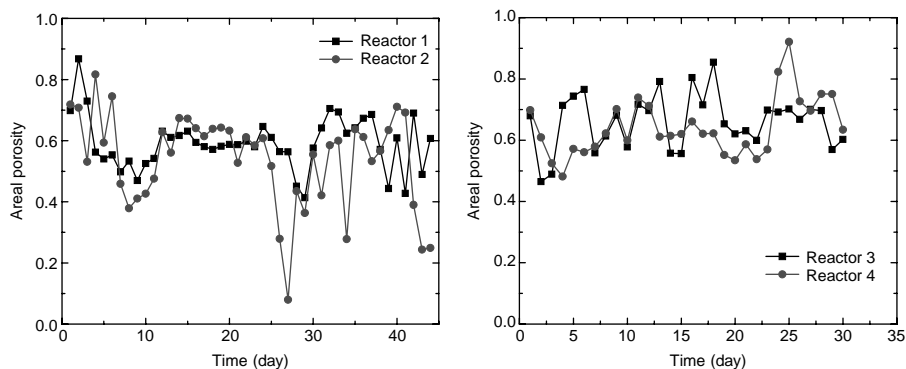 1.0
0.8
0.6
0.4
0.2
0.0
Areal porosity
Reactor 1
Reactor 2
0 10 20 30 40
Time (day)
1.0
0.8
0.6
0.4
0.2
0.0
Areal porosity
Reactor 3
Reactor 4
0 5 10 15 20 25 30 35
Time (day)